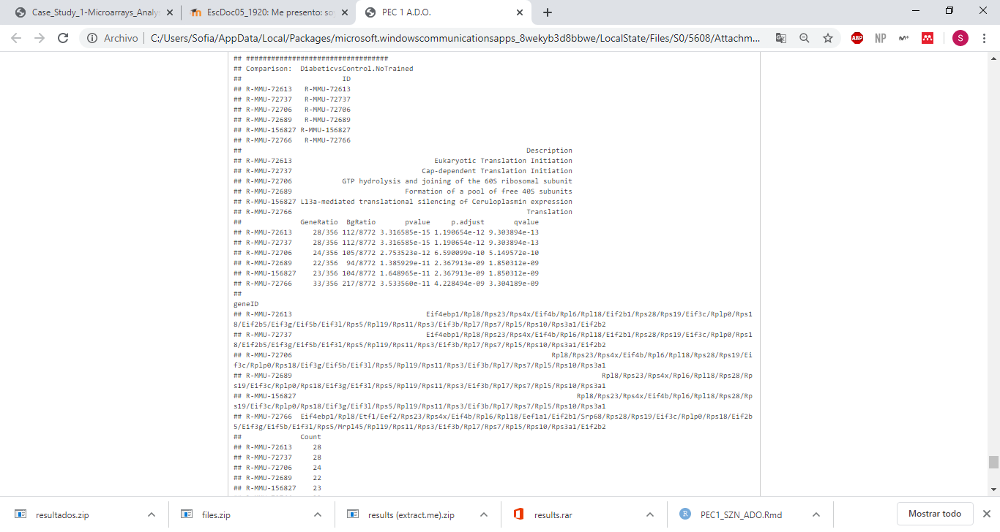 Case_Study_1-Microarrays_Analy
EscDoc05_1920: Me presento: so
PEC 1 A.D.O.
Archivo
C:/Users/Sofia/AppData/Local/Packages/microsoft.windowscommunicationsapps_8wekyb3d8bbwe/LocalState/Files/S0/5608/Attachm...
ABP
NP
S
## ##################################
## Comparison:  DiabeticvsControl.NoTrained
## ID
## R-MMU-72613 R-MMU-72613
## R-MMU-72737 R-MMU-72737
## R-MMU-72706 R-MMU-72706
## R-MMU-72689 R-MMU-72689
## R-MMU-156827 R-MMU-156827
## R-MMU-72766 R-MMU-72766
## Description
## R-MMU-72613 Eukaryotic Translation Initiation
## R-MMU-72737 Cap-dependent Translation Initiation
## R-MMU-72706 GTP hydrolysis and joining of the 60S ribosomal subunit
## R-MMU-72689 Formation of a pool of free 40S subunits
## R-MMU-156827 L13a-mediated translational silencing of Ceruloplasmin expression
## R-MMU-72766 Translation
## GeneRatio BgRatio pvalue p.adjust qvalue
## R-MMU-72613 28/356 112/8772 3.316585e-15 1.190654e-12 9.303894e-13
## R-MMU-72737 28/356 112/8772 3.316585e-15 1.190654e-12 9.303894e-13
## R-MMU-72706 24/356 105/8772 2.753523e-12 6.590099e-10 5.149572e-10
## R-MMU-72689 22/356 94/8772 1.385929e-11 2.367913e-09 1.850312e-09
## R-MMU-156827 23/356 104/8772 1.648965e-11 2.367913e-09 1.850312e-09
## R-MMU-72766 33/356 217/8772 3.533560e-11 4.228494e-09 3.304189e-09
##
geneID
## R-MMU-72613 Eif4ebp1/Rpl8/Rps23/Rps4x/Eif4b/Rpl6/Rpl18/Eif2b1/Rps28/Rps19/Eif3c/Rplp0/Rps1
8/Eif2b5/Eif3g/Eif5b/Eif3l/Rps5/Rpl19/Rps11/Rps3/Eif3b/Rpl7/Rps7/Rpl5/Rps10/Rps3a1/Eif2b2
## R-MMU-72737 Eif4ebp1/Rpl8/Rps23/Rps4x/Eif4b/Rpl6/Rpl18/Eif2b1/Rps28/Rps19/Eif3c/Rplp0/Rps1
8/Eif2b5/Eif3g/Eif5b/Eif3l/Rps5/Rpl19/Rps11/Rps3/Eif3b/Rpl7/Rps7/Rpl5/Rps10/Rps3a1/Eif2b2
## R-MMU-72706 Rpl8/Rps23/Rps4x/Eif4b/Rpl6/Rpl18/Rps28/Rps19/Ei
f3c/Rplp0/Rps18/Eif3g/Eif5b/Eif3l/Rps5/Rpl19/Rps11/Rps3/Eif3b/Rpl7/Rps7/Rpl5/Rps10/Rps3a1
## R-MMU-72689 Rpl8/Rps23/Rps4x/Rpl6/Rpl18/Rps28/Rp
s19/Eif3c/Rplp0/Rps18/Eif3g/Eif3l/Rps5/Rpl19/Rps11/Rps3/Eif3b/Rpl7/Rps7/Rpl5/Rps10/Rps3a1
## R-MMU-156827 Rpl8/Rps23/Rps4x/Eif4b/Rpl6/Rpl18/Rps28/Rp
s19/Eif3c/Rplp0/Rps18/Eif3g/Eif3l/Rps5/Rpl19/Rps11/Rps3/Eif3b/Rpl7/Rps7/Rpl5/Rps10/Rps3a1
## R-MMU-72766 Eif4ebp1/Rpl8/Etf1/Eef2/Rps23/Rps4x/Eif4b/Rpl6/Rpl18/Eef1a1/Eif2b1/Srp68/Rps28/Rps19/Eif3c/Rplp0/Rps18/Eif2b
5/Eif3g/Eif5b/Eif3l/Rps5/Mrpl45/Rpl19/Rps11/Rps3/Eif3b/Rpl7/Rps7/Rpl5/Rps10/Rps3a1/Eif2b2
## Count
## R-MMU-72613 28
## R-MMU-72737 28
## R-MMU-72706 24
## R-MMU-72689 22
## R-MMU-156827 23
resultados.zip
files.zip
results (extract.me).zip
results.rar
R
PEC1_SZN_ADO.Rmd
Mostrar todo